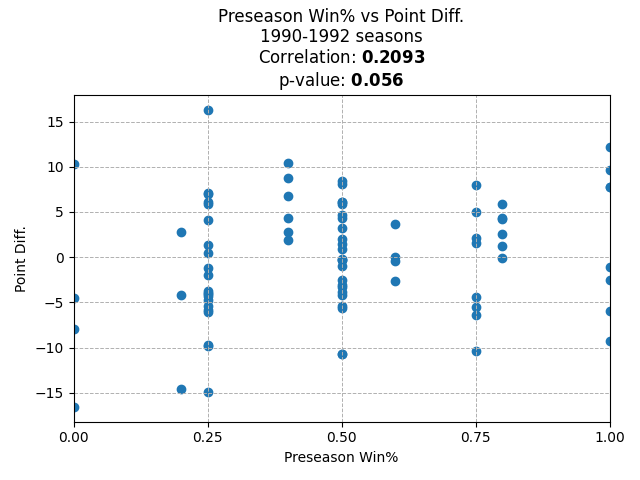 Preseason Win% vs Point Diff.
1990-1992 seasons
Correlation: 0.2093
p-value: 0.056
15
10
5
0
−5
−10
−15
Point Diff.
0.00 0.25 0.50 0.75 1.00
Preseason Win%